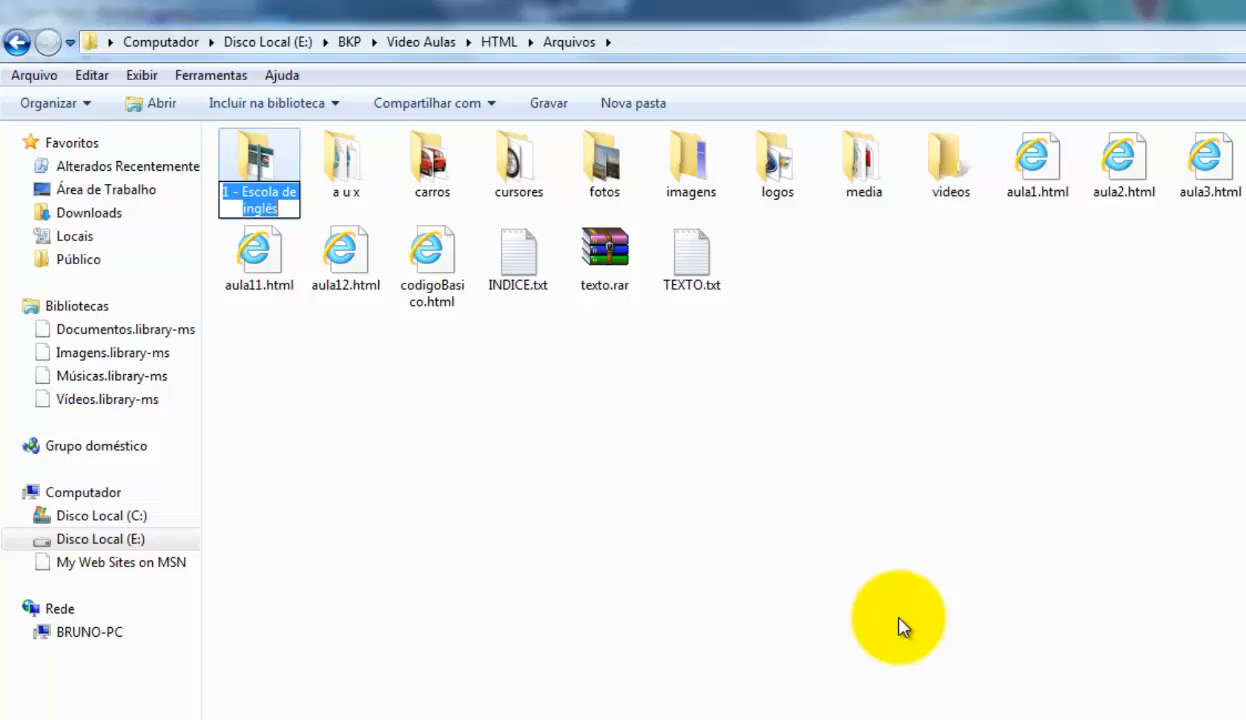 Computador Disco Local (E:) BKP Video Aulas HTML Arquivos
Arquivo Editar Exibir Ferramentas Ajuda
Organizar Abrir Incluir na biblioteca Compartilhar com Gravar Nova pasta
Favoritos
Alterados Recentemente
Área de Trabalho
Downloads
Locais
Público
Bibliotecas
Documentos.library-ms
Imagens.library-ms
Músicas.library-ms
Vídeos.library-ms
Grupo doméstico
Computador
Disco Local (C:)
Disco Local (E:)
My Web Sites on MSN
Rede
BRUNO-PC
1 - Escola de
inglês
a u x
carros
cursores
fotos
imagens
logos
media
videos
aula1.html
aula2.html
aula3.html
aula11.html
aula12.html
codigoBasi
co.html
INDICE.txt
texto.rar
TEXTO.txt